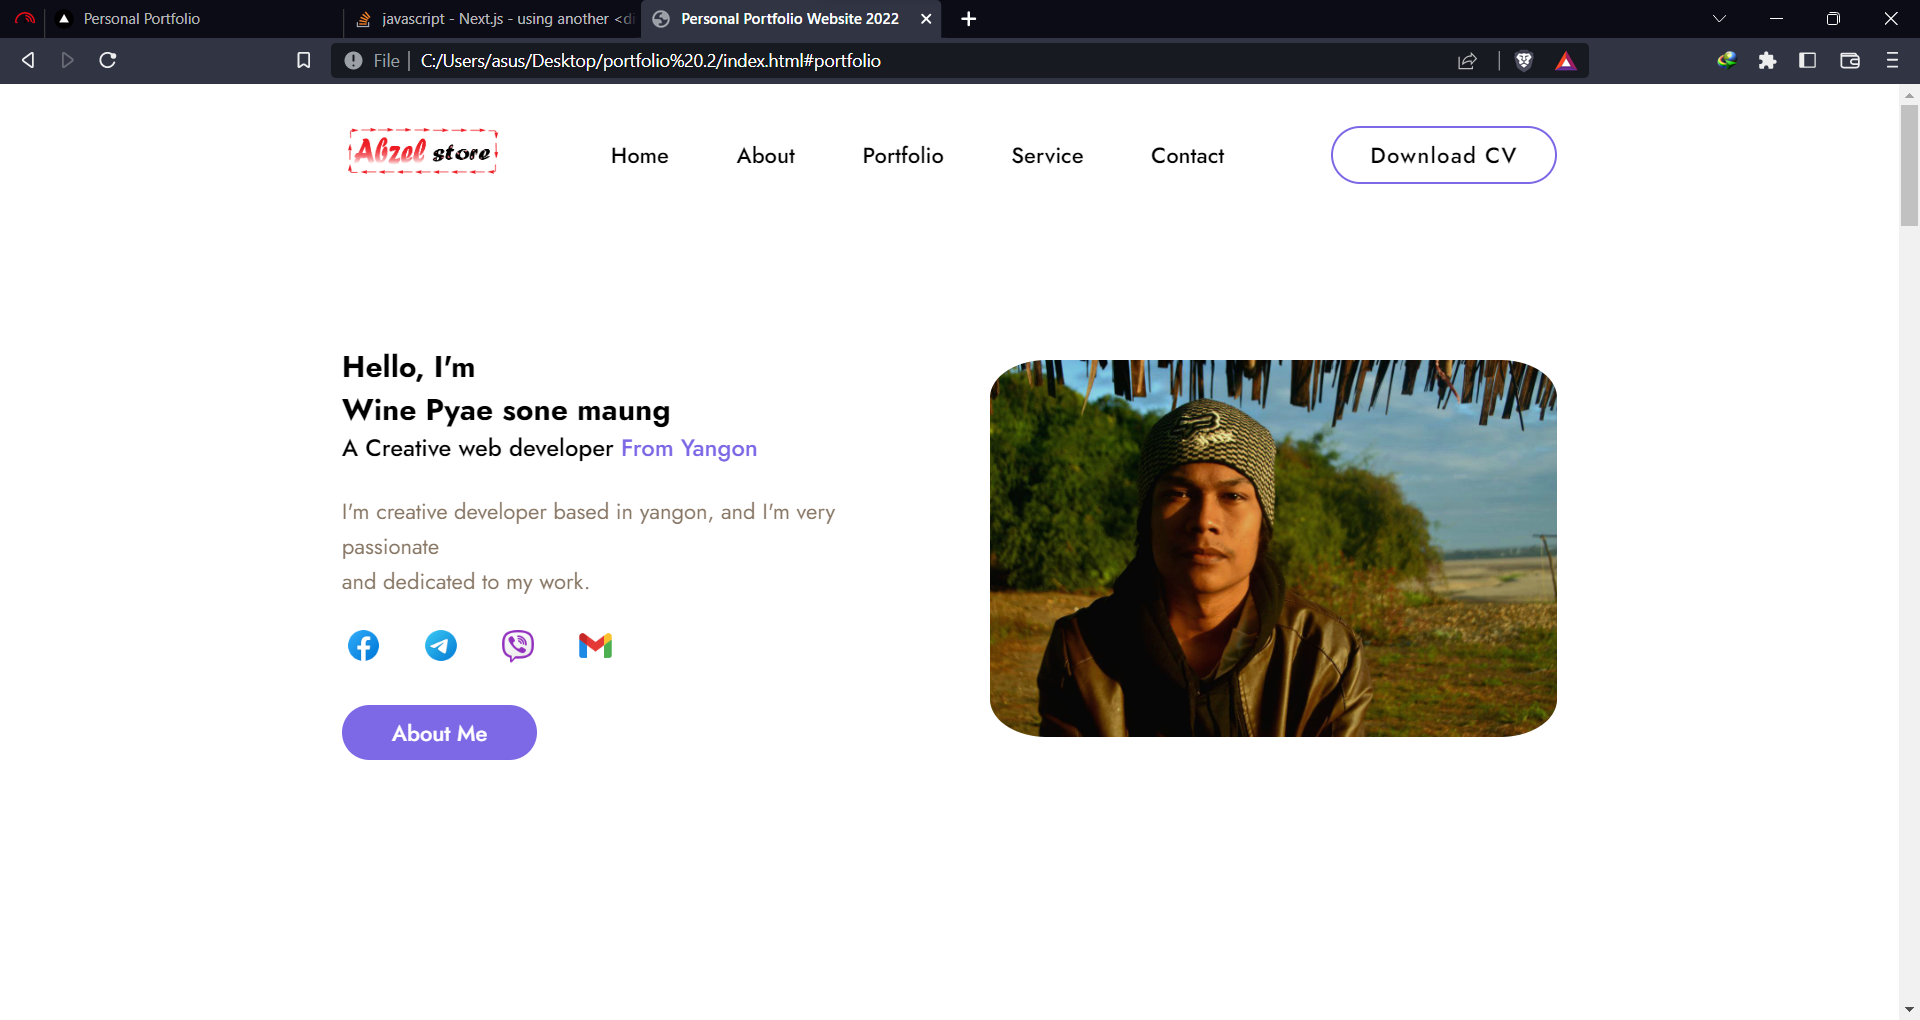 Personal Portfolio
javascript - Next.js - using another <di
Personal Portfolio Website 2022
File
C:/Users/asus/Desktop/portfolio%20.2/index.html#portfolio
Abzel store
Home
About
Portfolio
Service
Contact
Download CV
Hello, I'm
Wine Pyae sone maung
A Creative web developer From Yangon
I'm creative developer based in yangon, and I'm very
passionate
and dedicated to my work.
About Me